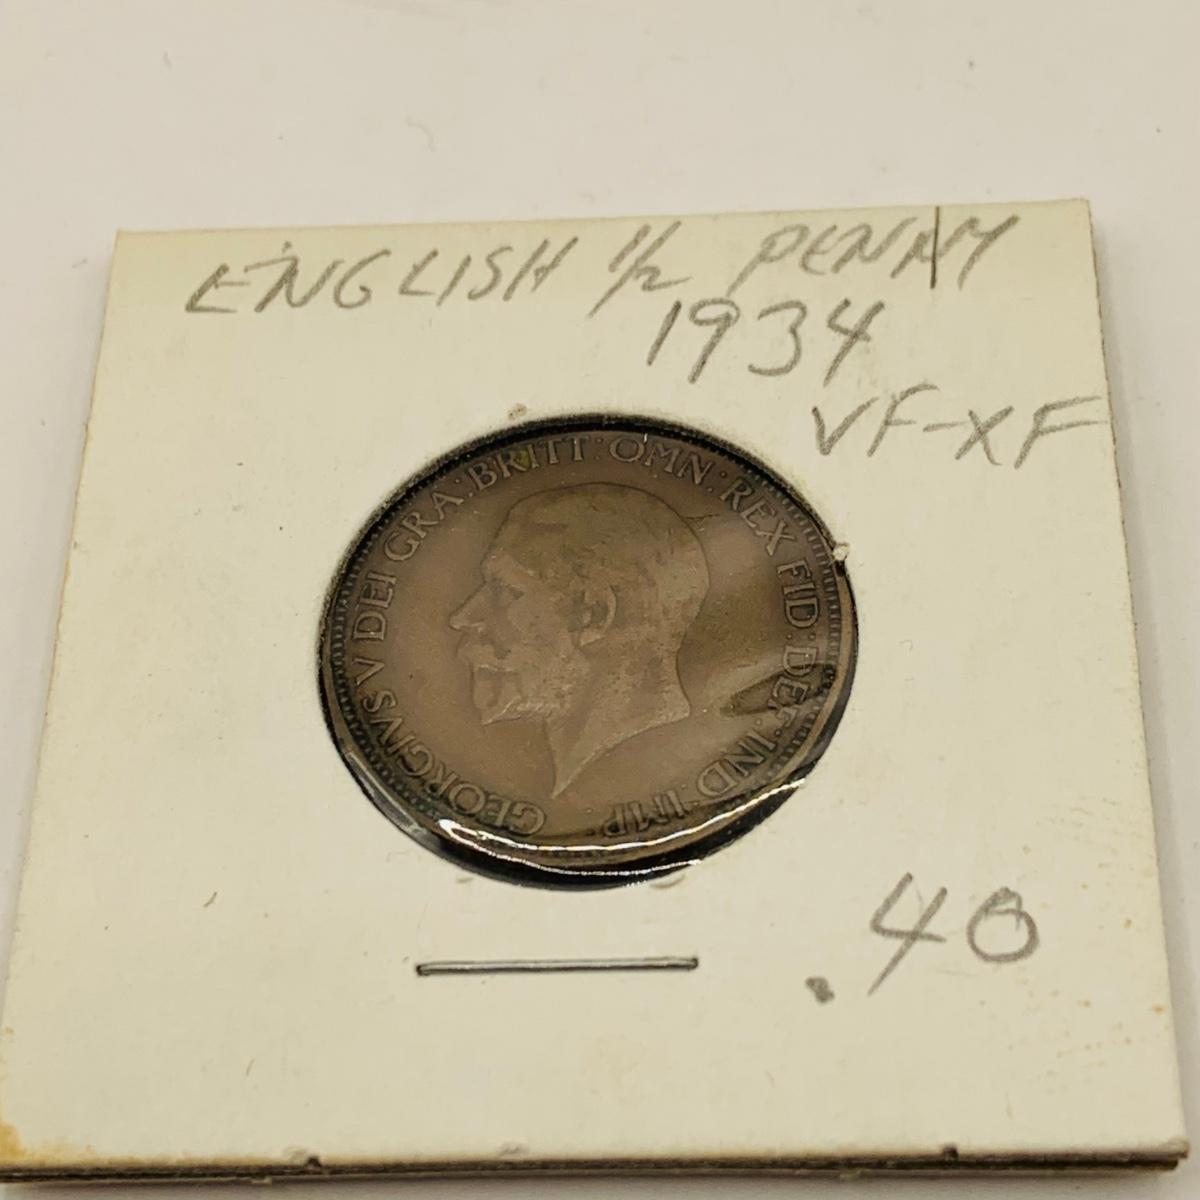 ENGLISH 1/2 PENNY
1934
VF-XF
GEORGIVS V DEI GRA: BRITT: OMN: REX FID: DEF: IND: IMP:
.40